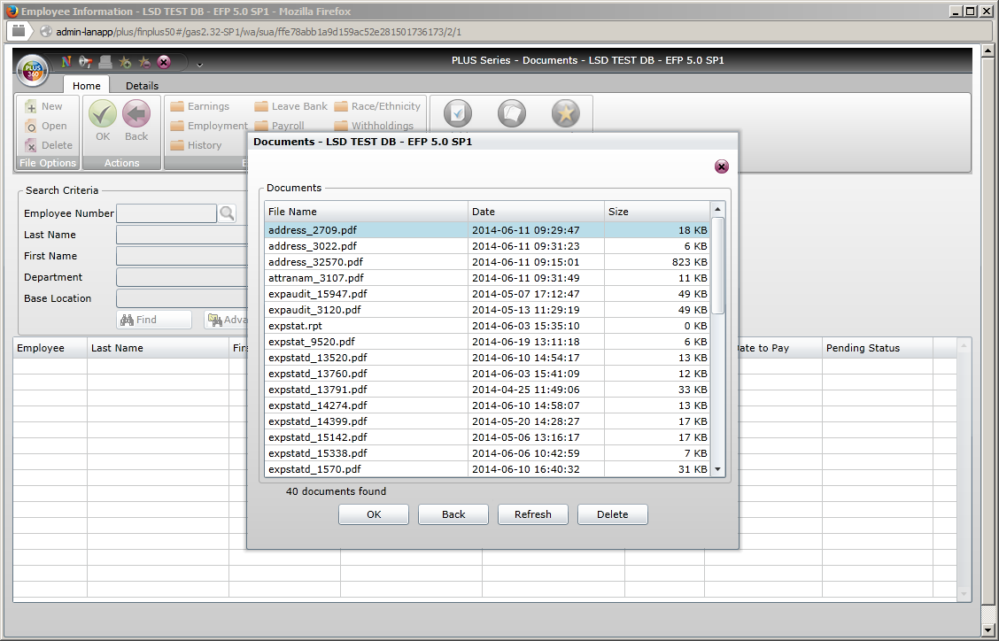 Employee Information - LSD TEST DB - EFP 5.0 SP1 - Mozilla Firefox
admin-lanapp/plus/finplus50#/gas2.32-SP1/wa/sua/ffe78abb1a9d159ac52e281501736173/2/1
PLUS 360
PLUS Series - Documents - LSD TEST DB - EFP 5.0 SP1
Home Details
New Earnings Leave Bank Race/Ethnicity
Open OK Back Employment Payroll Withholdings
Delete History
File Options Actions
Documents - LSD TEST DB - EFP 5.0 SP1
Search Criteria
Employee Number
Last Name
First Name
Department
Base Location
Find Adva
Employee Last Name Firs ate to Pay Pending Status
Documents
File Name Date Size
address_2709.pdf 2014-06-11 09:29:47 18 KB
address_3022.pdf 2014-06-11 09:31:23 6 KB
address_32570.pdf 2014-06-11 09:15:01 823 KB
attranam_3107.pdf 2014-06-11 09:31:49 11 KB
expaudit_15947.pdf 2014-05-07 17:12:47 49 KB
expaudit_3120.pdf 2014-05-13 11:29:19 49 KB
expstat.rpt 2014-06-03 15:35:10 0 KB
expstat_9520.pdf 2014-06-19 13:11:18 6 KB
expstatd_13520.pdf 2014-06-10 14:54:17 13 KB
expstatd_13760.pdf 2014-06-03 15:41:09 12 KB
expstatd_13791.pdf 2014-04-25 11:49:06 33 KB
expstatd_14274.pdf 2014-06-10 14:58:07 13 KB
expstatd_14399.pdf 2014-05-20 14:28:27 17 KB
expstatd_15142.pdf 2014-05-06 13:16:17 17 KB
expstatd_15338.pdf 2014-06-06 10:42:59 7 KB
expstatd_1570.pdf 2014-06-10 16:40:32 31 KB
40 documents found
OK Back Refresh Delete